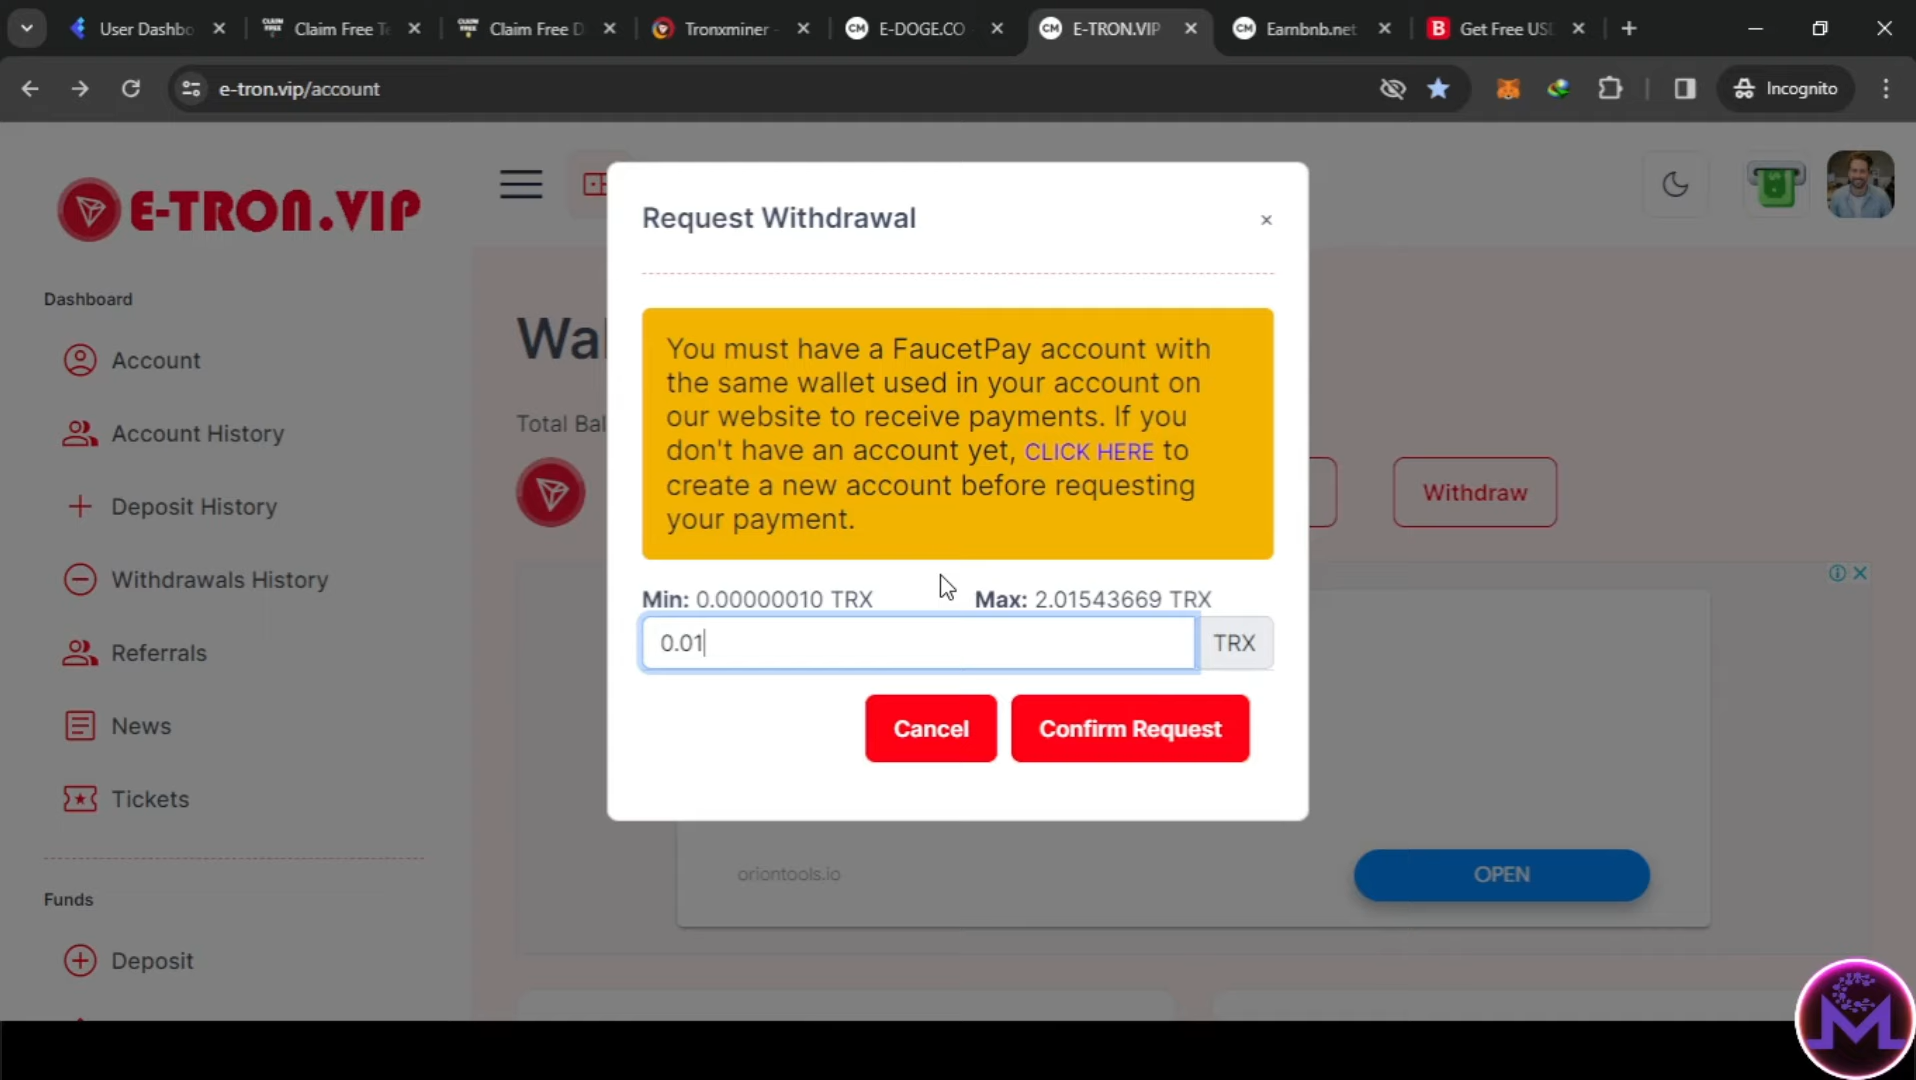 User Dashbo
Claim Free Te
Claim Free D
Tronxminer -
E-DOGE.CO
E-TRON.VIP
Earnbnb.net
Get Free US
e-tron.vip/account
Incognito
E-TRON.VIP
Dashboard
Account
Account History
Deposit History
Withdrawals History
Referrals
News
Tickets
Funds
Deposit
Wal
Total Bal
Withdraw
Request Withdrawal
You must have a FaucetPay account with
the same wallet used in your account on
our website to receive payments. If you
don't have an account yet, CLICK HERE to
create a new account before requesting
your payment.
Min: 0.00000010 TRX
Max: 2.01543669 TRX
0.01
TRX
Cancel
Confirm Request
oriontools.io
OPEN